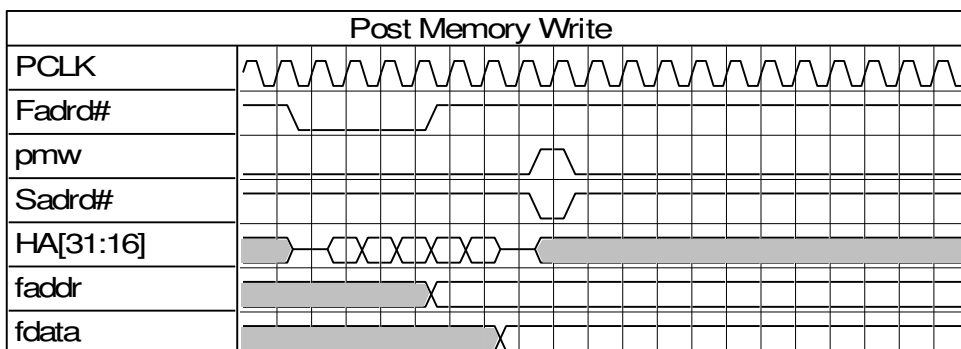 Post Memory Write
PCLK
Fadrd#
pmw
Sadrd#
HA[31:16]
faddr
fdata